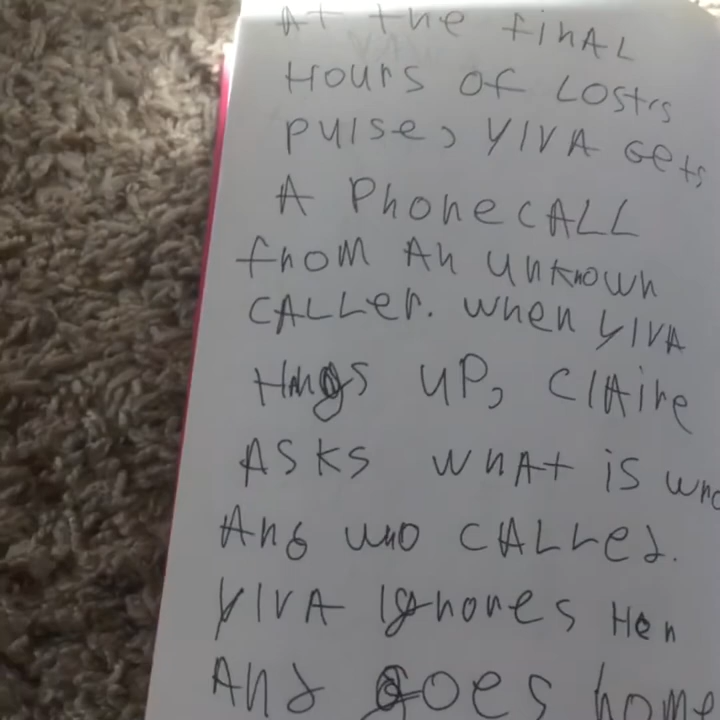 At the finAL
Hours of Lost's
pulse, VIVA Gets
A PhonecALL
from An unknown
CALLer. when VIVA
HAngs uP, ClAire
ASKS whAt is
And who CALLed.
VIVA Ignores Her
And Goes home